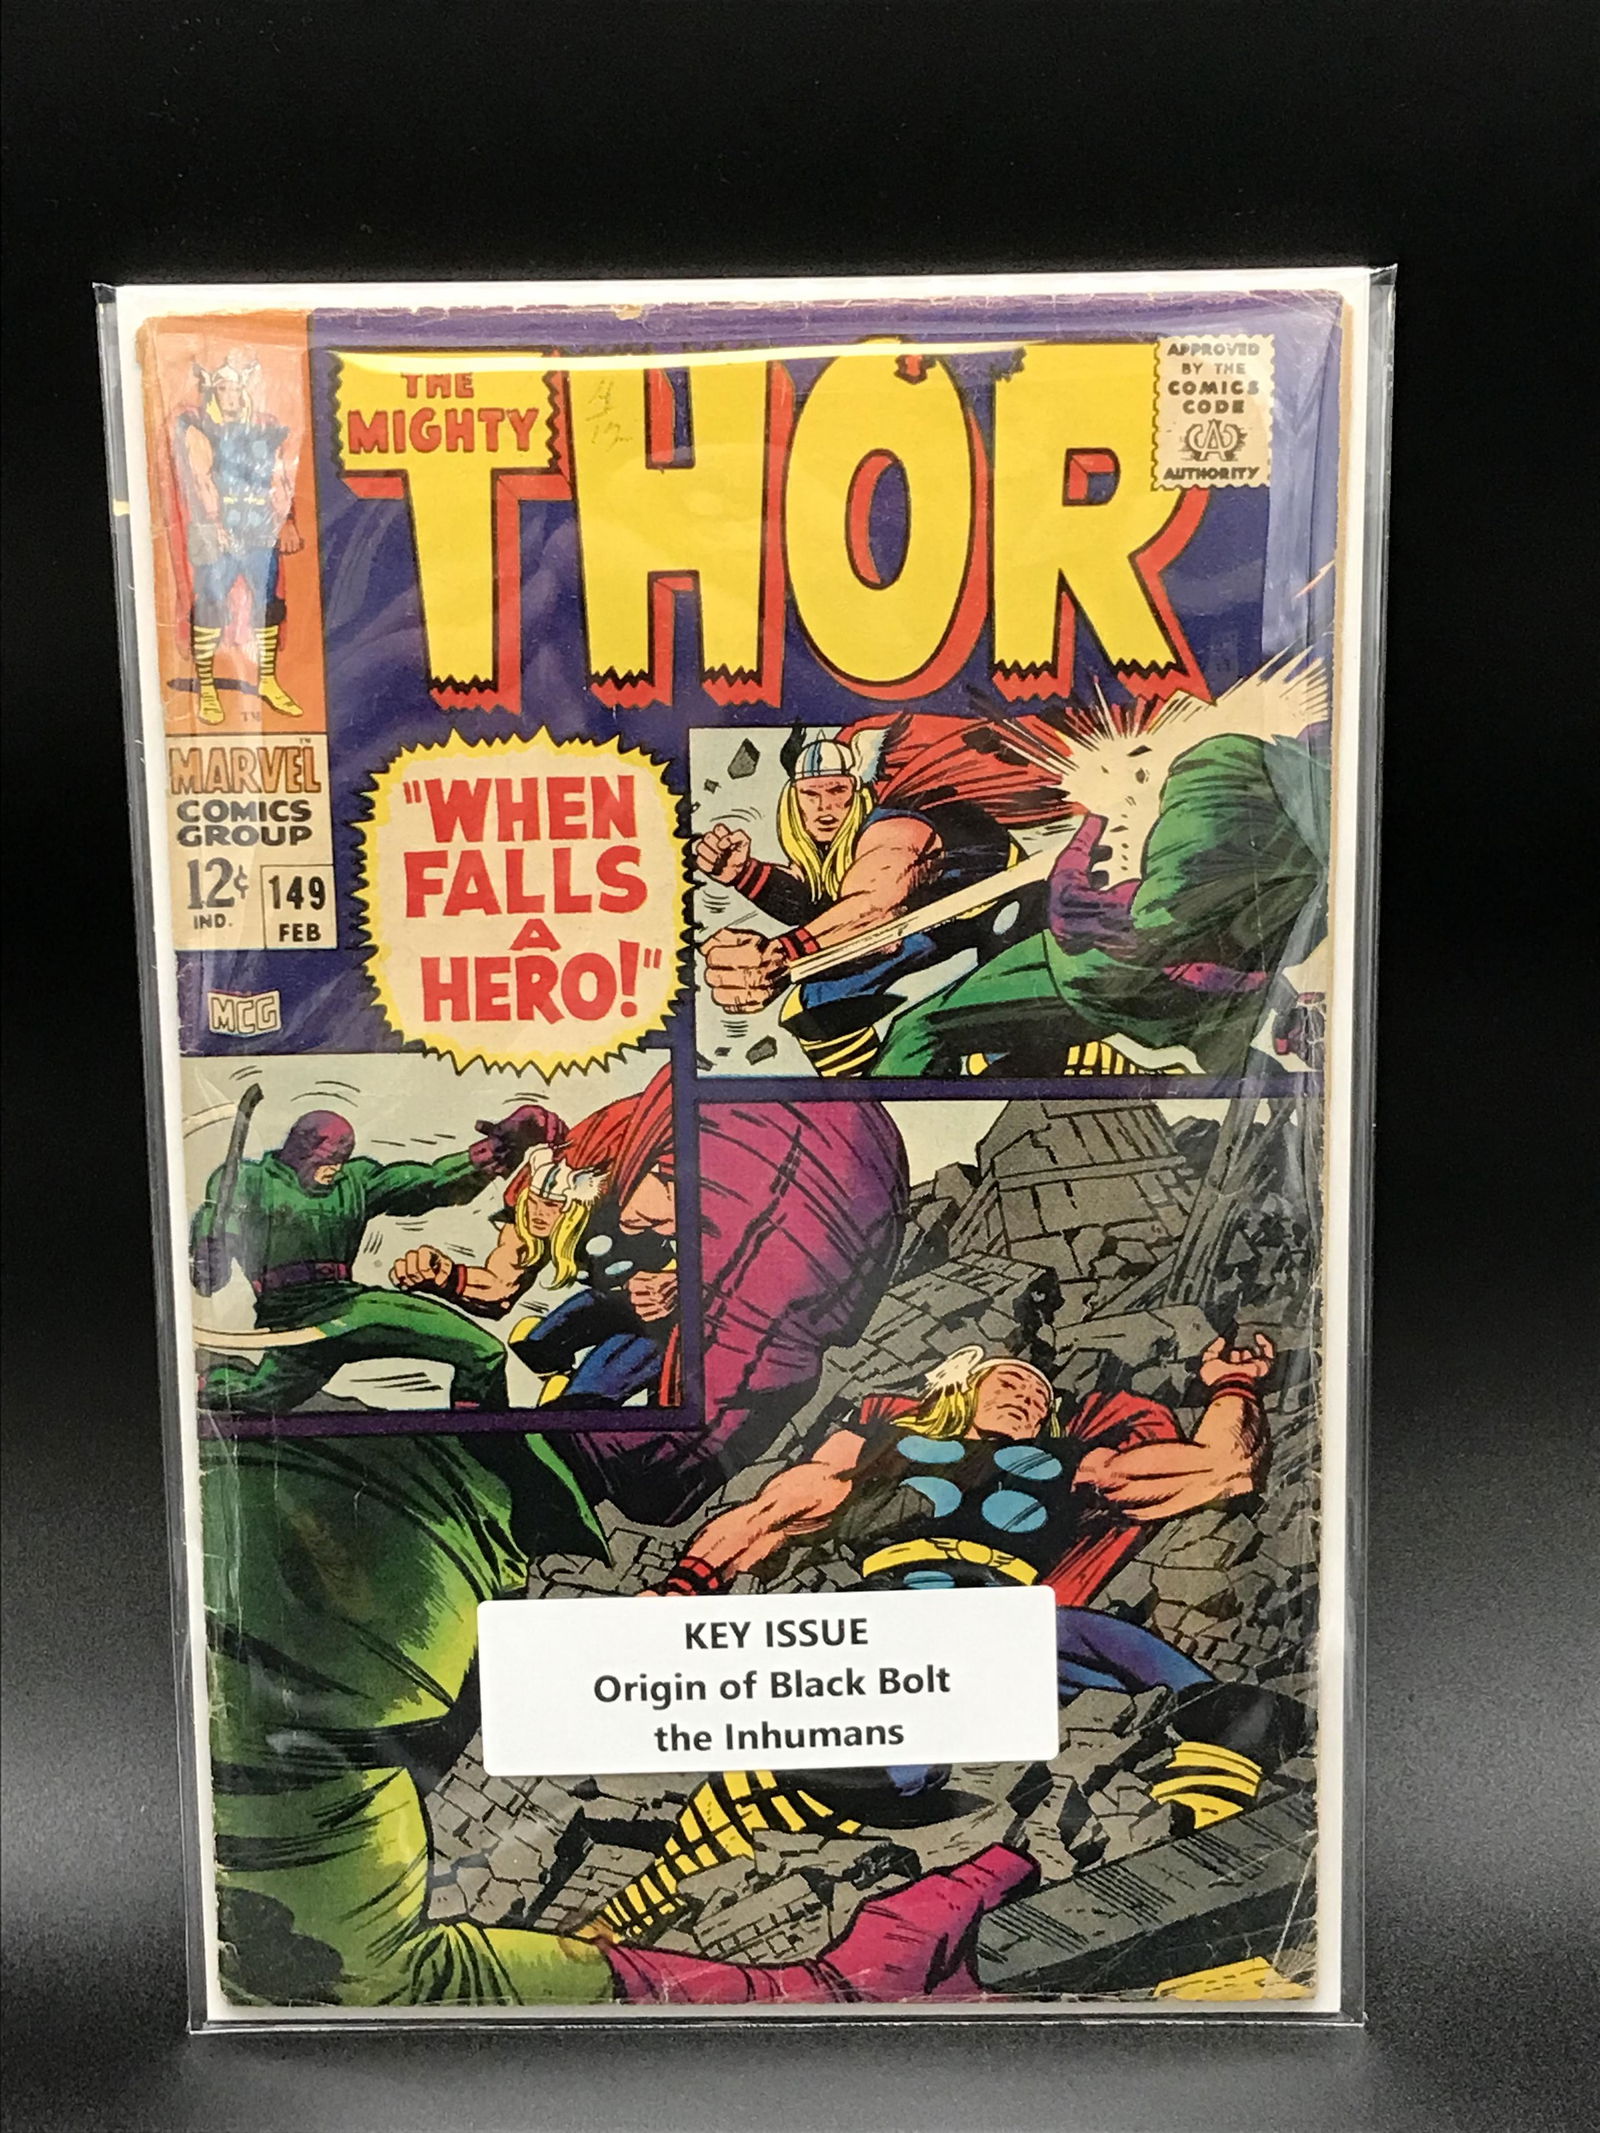 THE
MIGHTY
THOR
APPROVED
BY THE
COMICS
CODE
AUTHORITY
TM
MARVEL
COMICS
GROUP
12¢
IND.
149
FEB
MCG
"WHEN
FALLS
A
HERO!"
KEY ISSUE
Origin of Black Bolt
the Inhumans